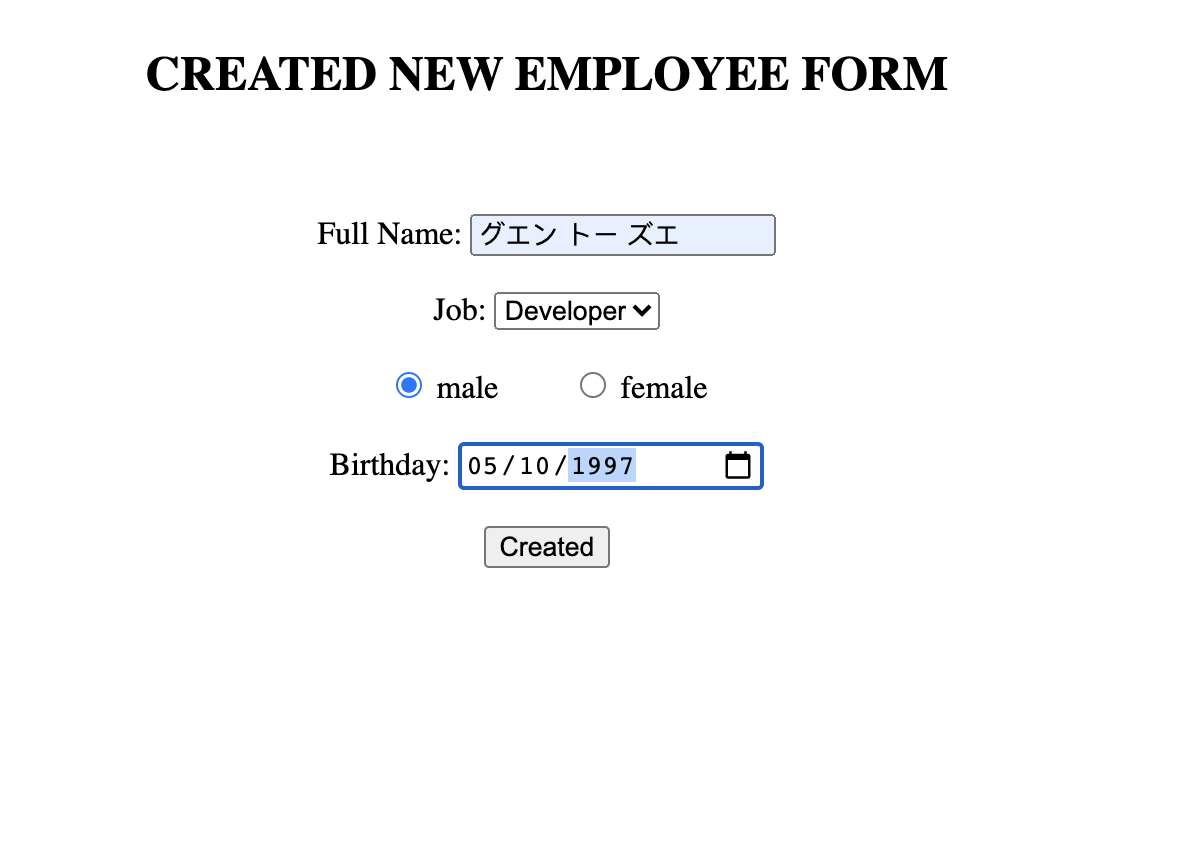 CREATED NEW EMPLOYEE FORM
Full Name: グエン トー ズエ
Job: Developer
male female
Birthday: 05/10/1997
Created